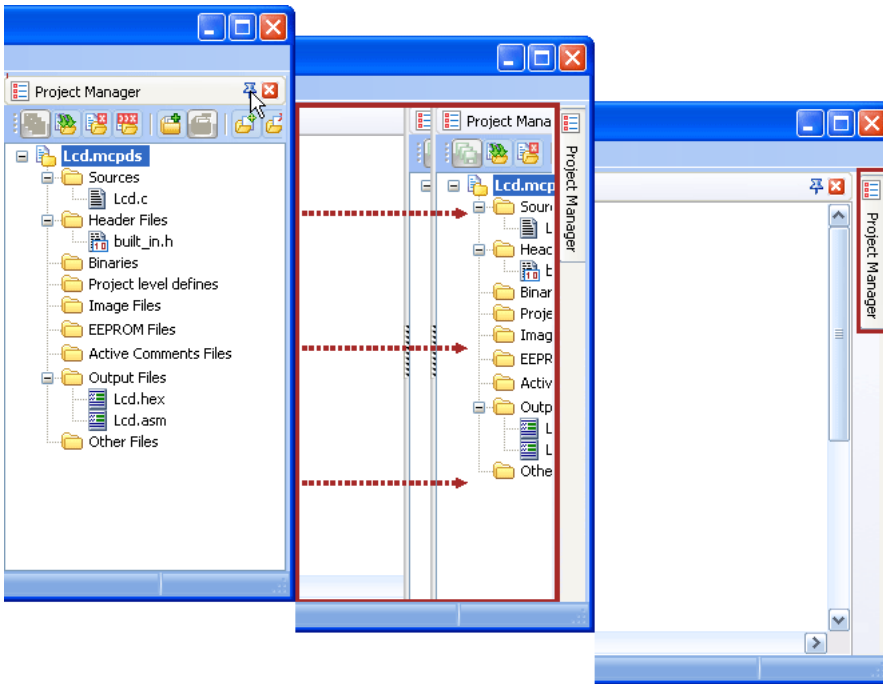 Project Manager
Lcd.mcpds
Sources
Lcd.c
Header Files
built_in.h
Binaries
Project level defines
Image Files
EEPROM Files
Active Comments Files
Output Files
Lcd.hex
Lcd.asm
Other Files
Project Mana
Lcd.mcp
Sour
L
Heac
b
Binar
Proje
Imag
EEPR
Activ
Outp
L
L
Othe
Project Manager
Project Manager